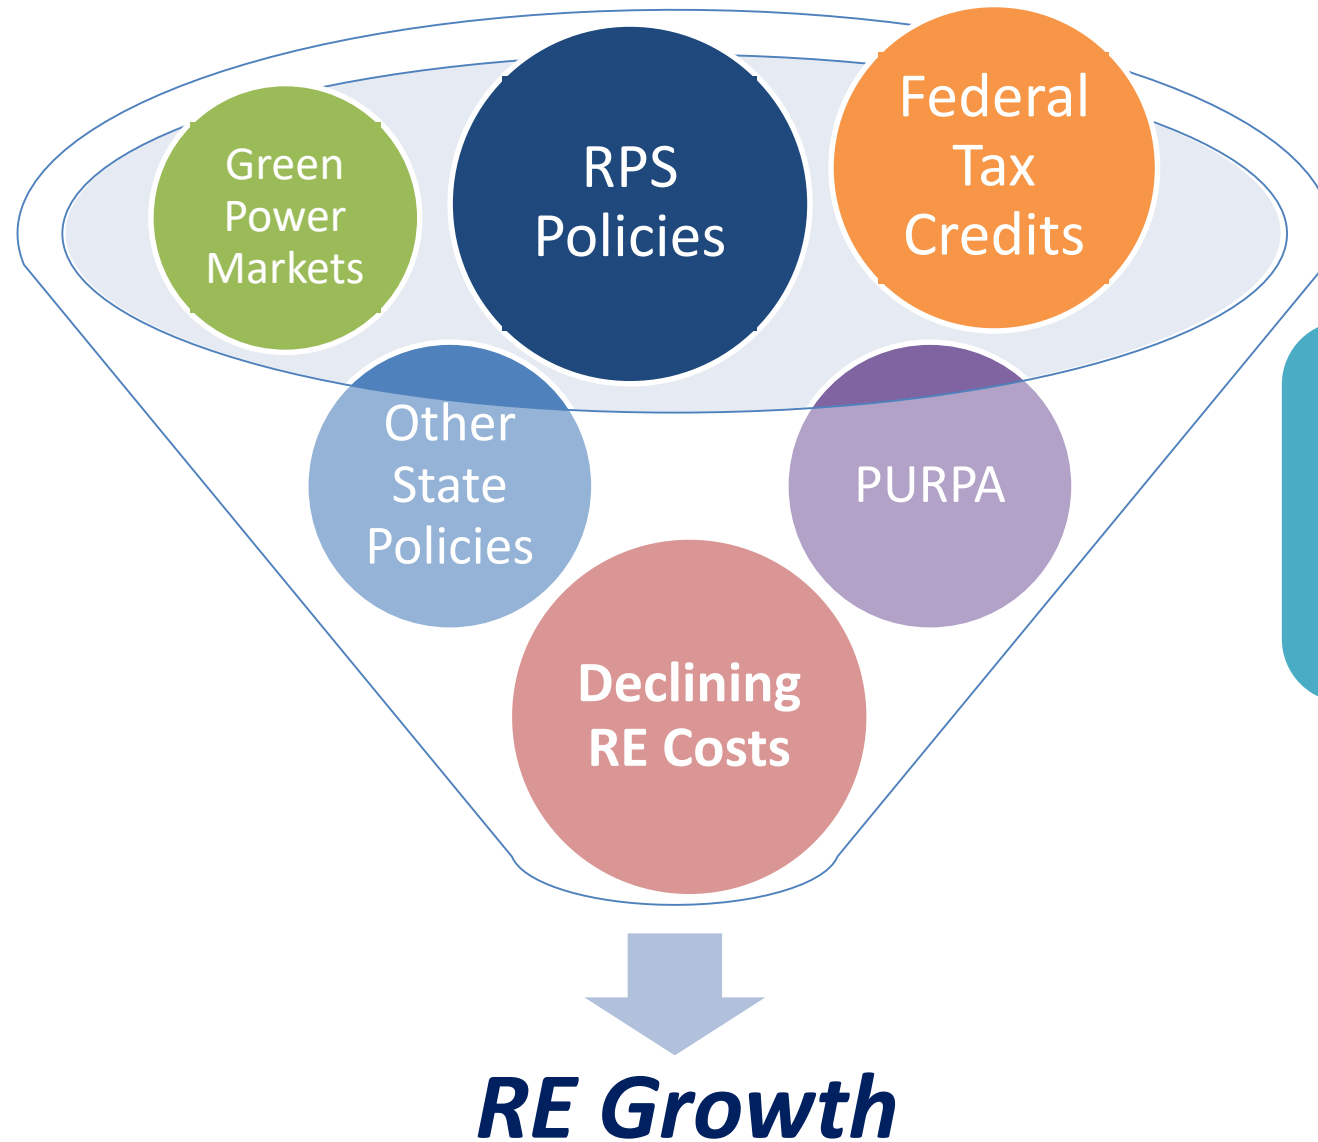 Green
Power
Markets
RPS
Policies
Federal
Tax
Credits
Other
State
Policies
PURPA
Declining
RE Costs
RE Growth